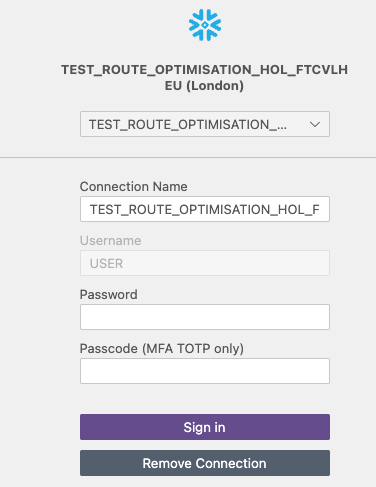 TEST_ROUTE_OPTIMISATION_HOL_FTCVLH
EU (London)
TEST_ROUTE_OPTIMISATION_...
Connection Name
TEST_ROUTE_OPTIMISATION_HOL_F
Username
USER
Password
Passcode (MFA TOTP only)
Sign in
Remove Connection